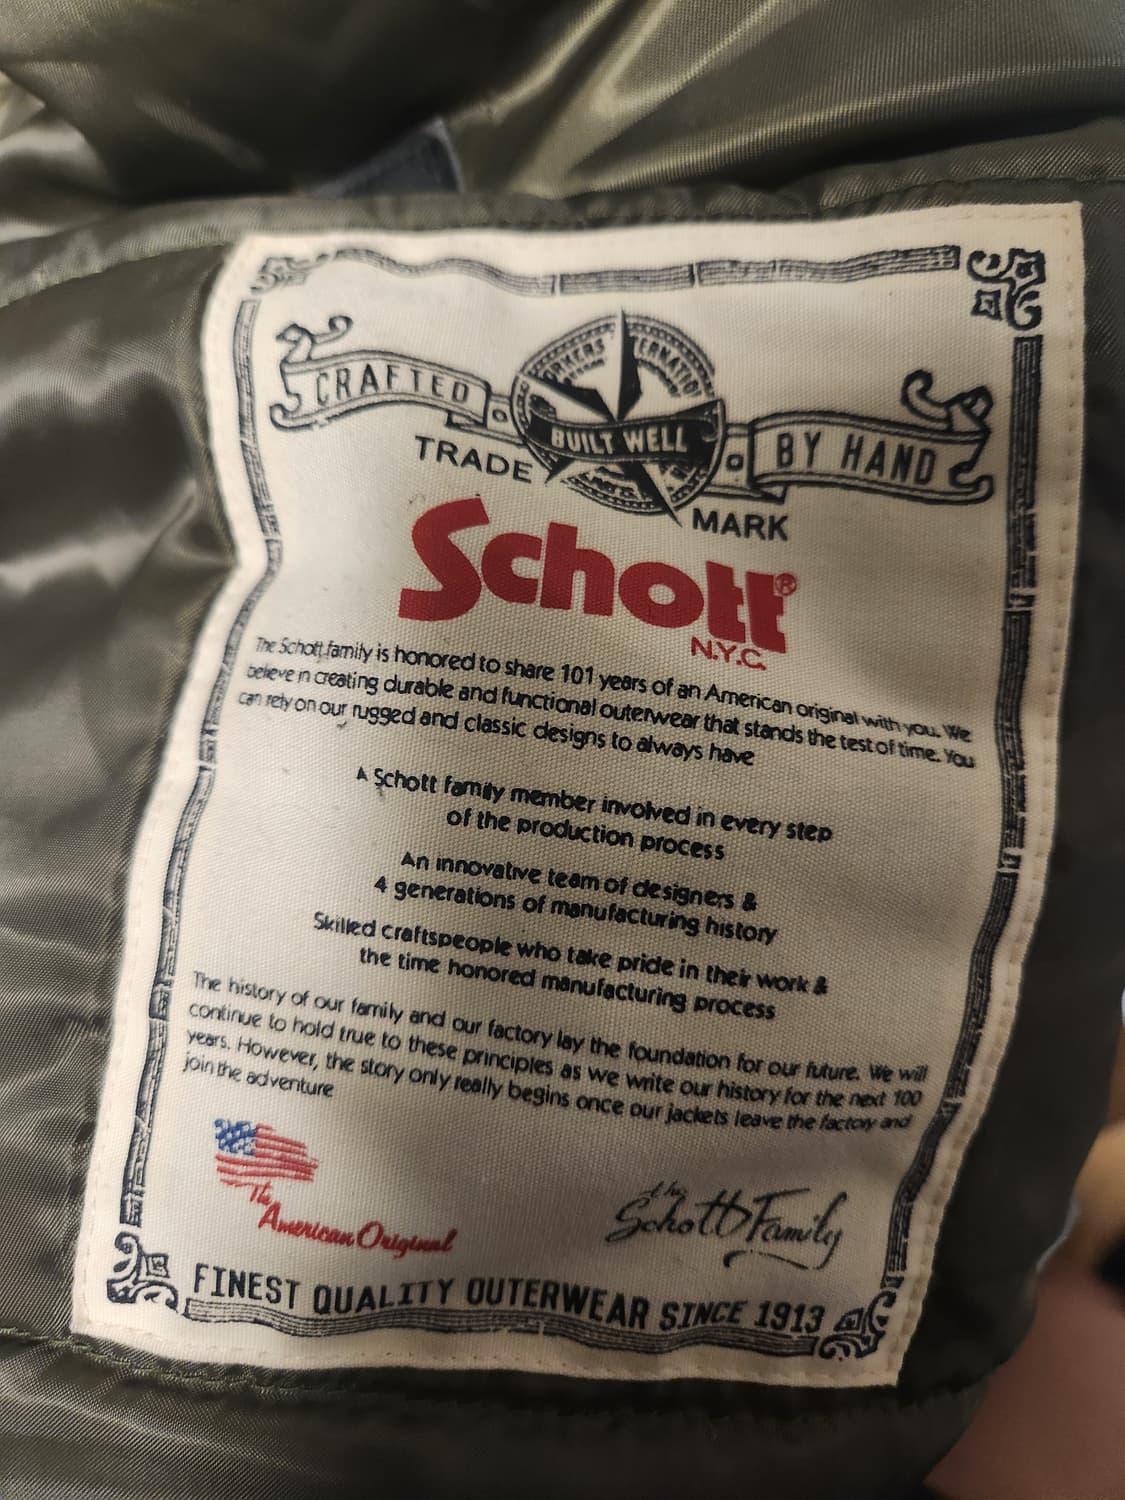 CRAFTED BUILT WELL BY HAND
TRADE MARK
Schott®
N.Y.C.
The Schott family is honored to share 101 years of an American original with you. We
believe in creating durable and functional outerwear that stands the test of time. You
can rely on our rugged and classic designs to always have
A Schott family member involved in every step
of the production process
An innovative team of designers &
4 generations of manufacturing history
Skilled craftspeople who take pride in their work &
the time honored manufacturing process
The history of our family and our factory lay the foundation for our future. We will
continue to hold true to these principles as we write our history for the next 100
years. However, the story only really begins once our jackets leave the factory and
join the adventure
The
American Original
the
Schott Family
FINEST QUALITY OUTERWEAR SINCE 1913